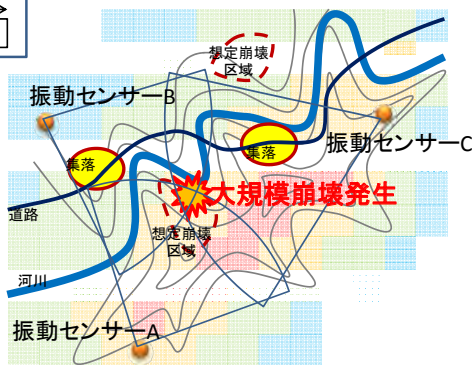 想定崩壊
区域
振動センサーB
振動センサーC
集落
集落
大規模崩壊発生
道路
想定崩壊
区域
河川
振動センサーA